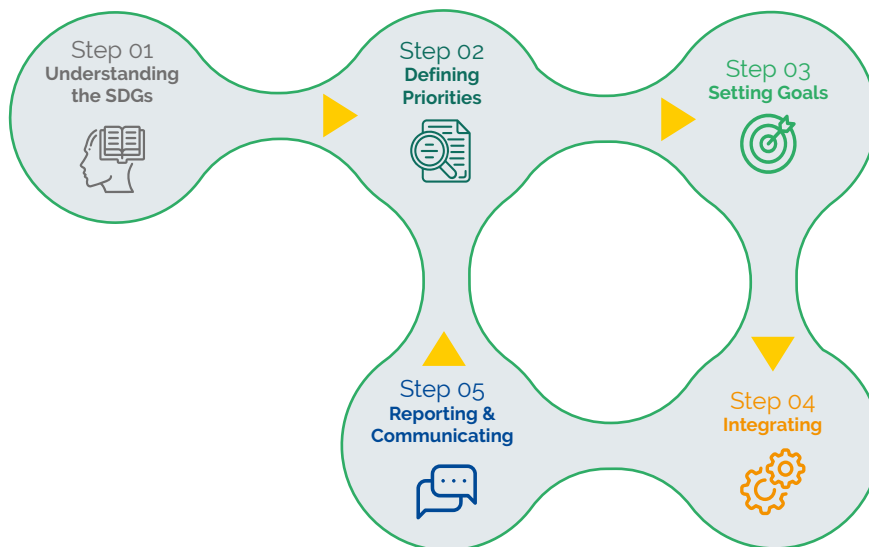 Step 01
Understanding
the SDGs
Step 02
Defining
Priorities
Step 03
Setting Goals
Step 04
Integrating
Step 05
Reporting &
Communicating